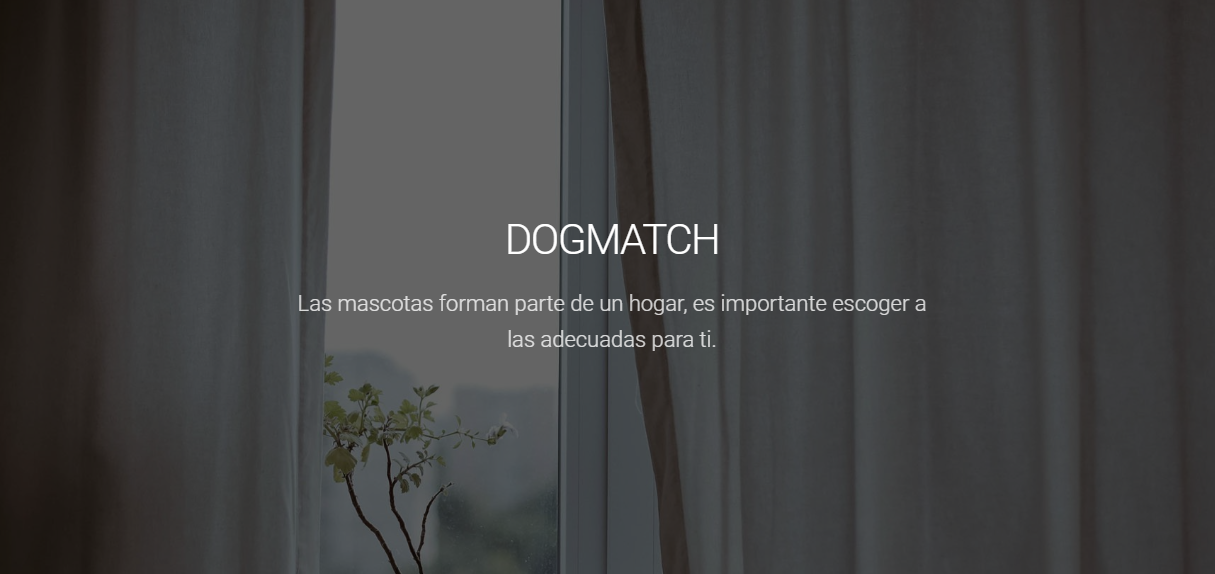 DOGMATCH
Las mascotas forman parte de un hogar, es importante escoger a
las adecuadas para ti.